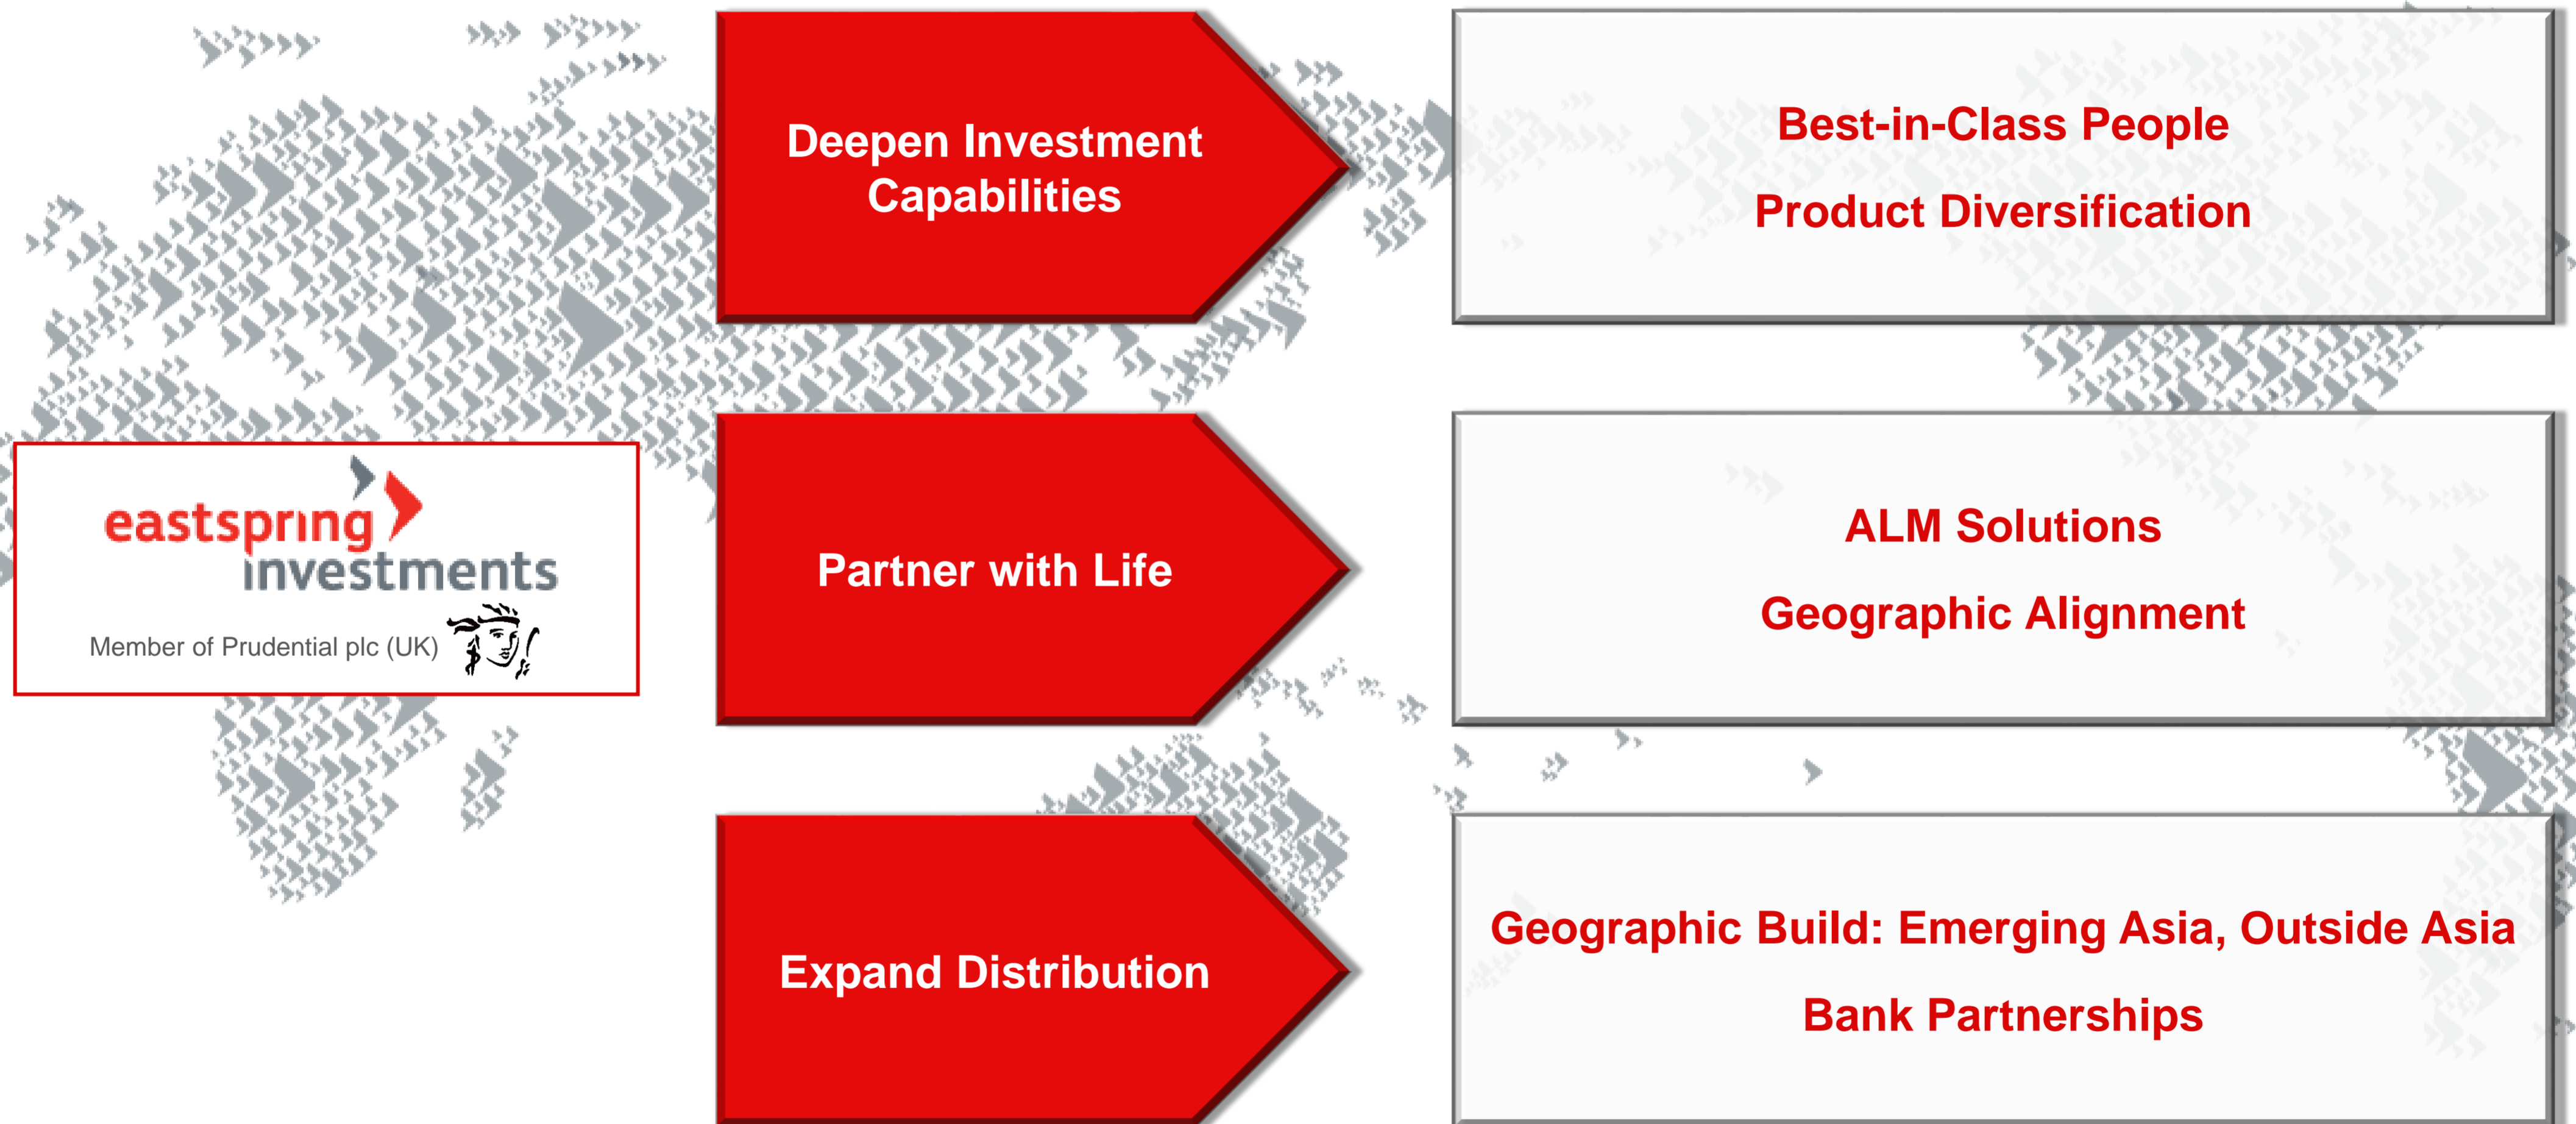 eastspring
investments
Member of Prudential plc (UK)
Deepen Investment
Capabilities
Best-in-Class People
Product Diversification
Partner with Life
ALM Solutions
Geographic Alignment
Expand Distribution
Geographic Build: Emerging Asia, Outside Asia
Bank Partnerships